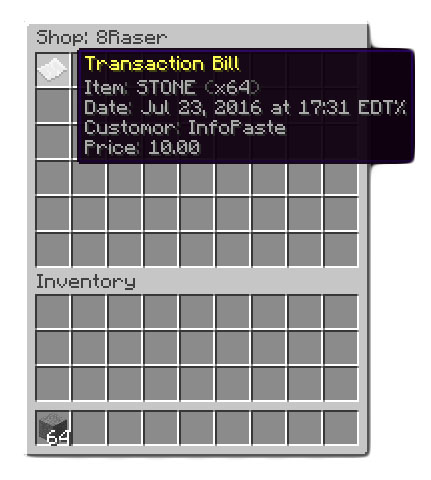 Shop: 8Raser
Transaction Bill
Item: STONE (x64)
Date: Jul 23, 2016 at 17:31 EDT%
Customor: InfoPaste
Price: 10.00
Inventory
64